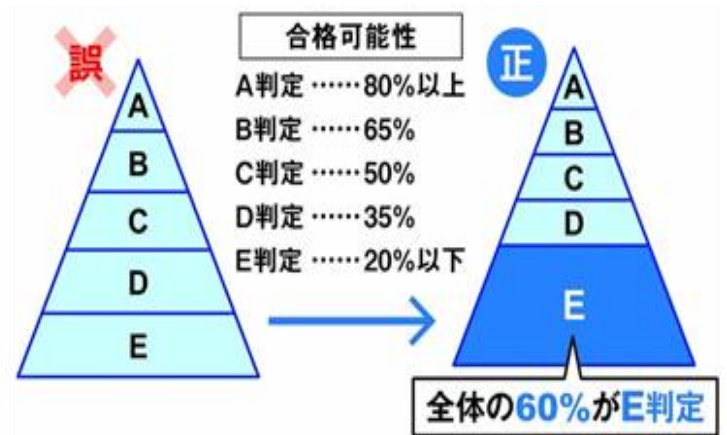 誤
A
B
C
D
E
合格可能性
A判定 ……80%以上
B判定 ……65%
C判定 ……50%
D判定 ……35%
E判定 ……20%以下
正
A
B
C
D
E
全体の60%がE判定